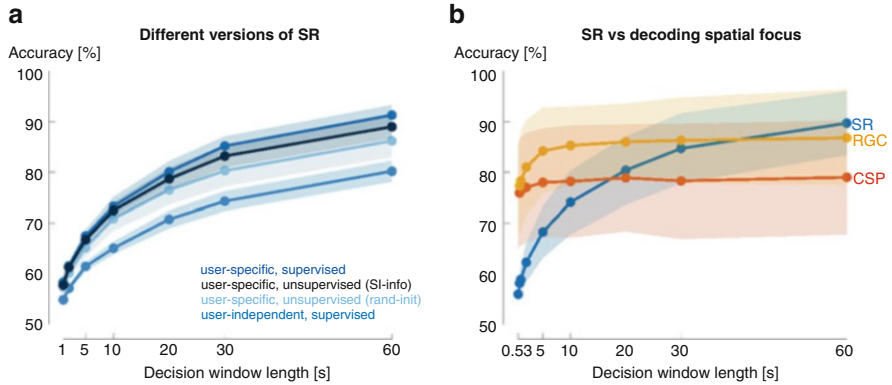 a
Different versions of SR
Accuracy [%]
100
90
80
70
60
50
user-specific, supervised
user-specific, unsupervised (SI-info)
user-specific, unsupervised (rand-init)
user-independent, supervised
1 5 10 20 30 60
Decision window length [s]
b
SR vs decoding spatial focus
Accuracy [%]
100
90
80
70
60
50
SR
RGC
CSP
0.53 5 10 20 30 60
Decision window length [s]